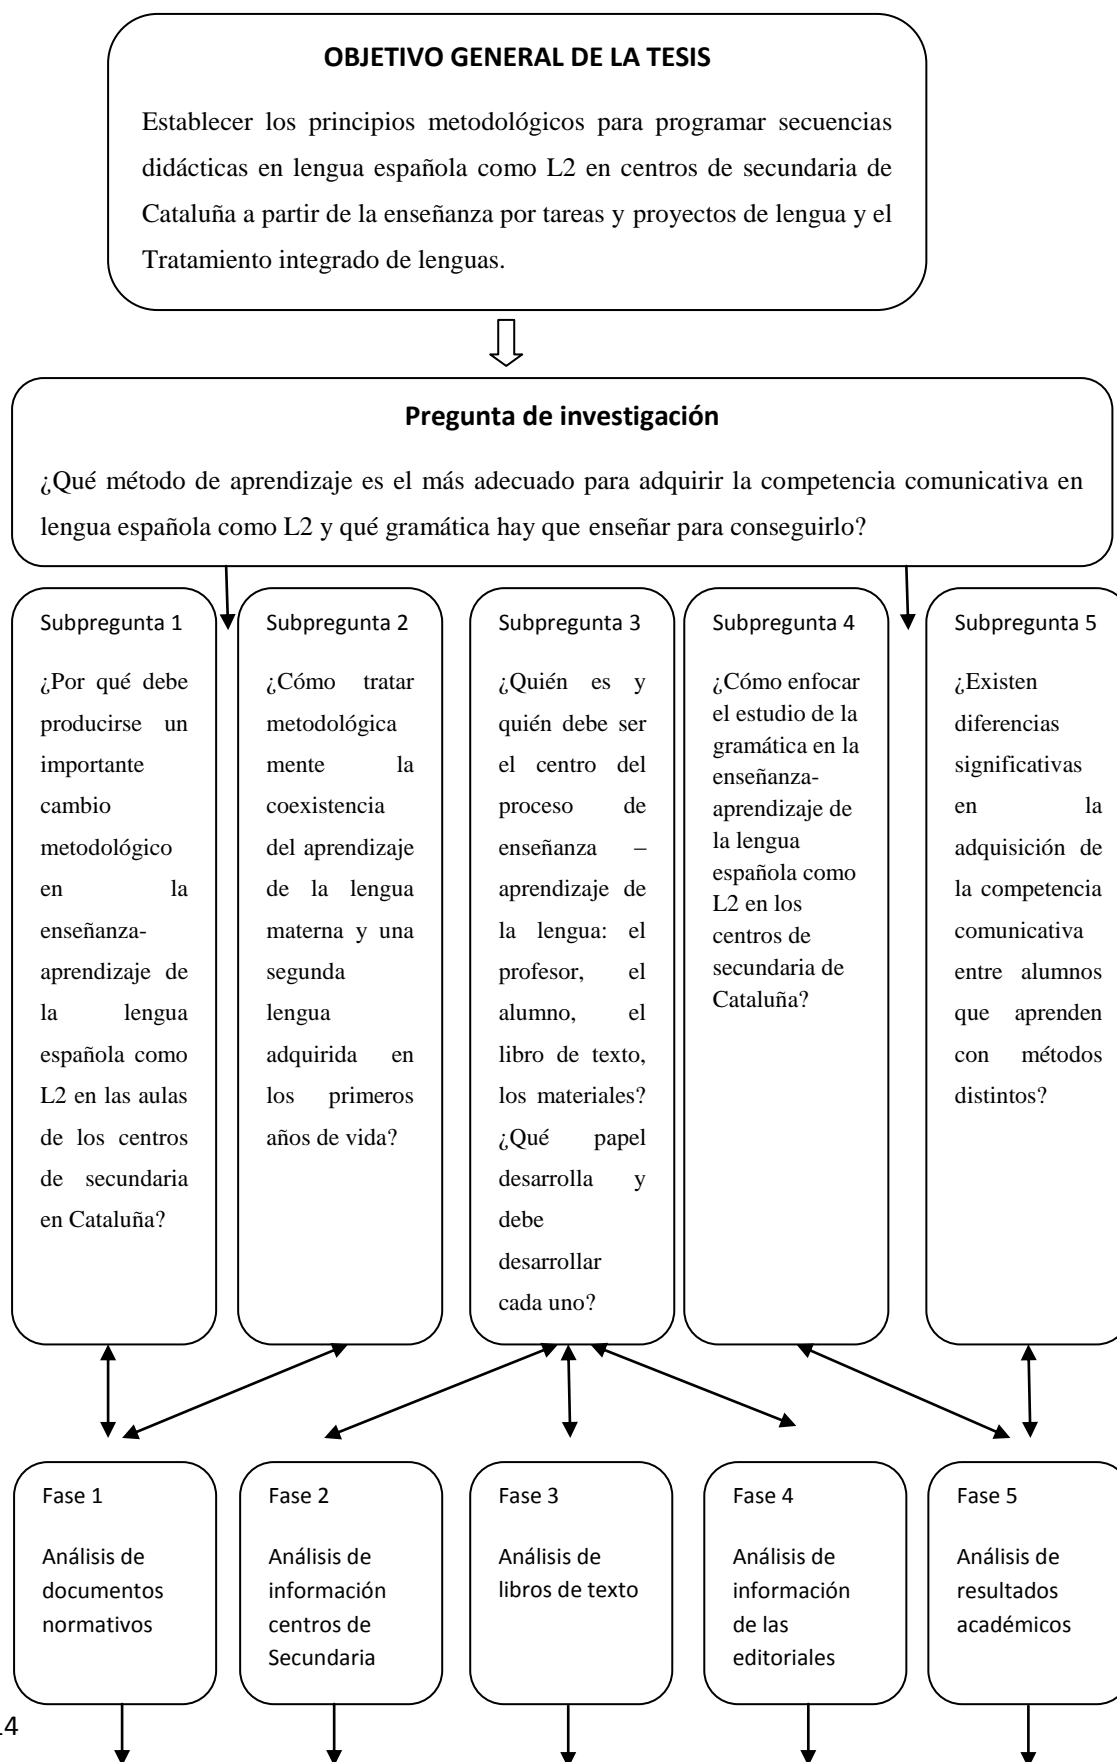 OBJETIVO GENERAL DE LA TESIS
Establecer los principios metodológicos para programar secuencias
didácticas en lengua española como L2 en centros de secundaria de
Cataluña a partir de la enseñanza por tareas y proyectos de lengua y el
Tratamiento integrado de lenguas.
Pregunta de investigación
¿Qué método de aprendizaje es el más adecuado para adquirir la competencia comunicativa en
lengua española como L2 y qué gramática hay que enseñar para conseguirlo?
Subpregunta 1
¿Por qué debe
producirse un
importante
cambio
metodológico
en la
enseñanza-
aprendizaje de
la lengua
española como
L2 en las aulas
de los centros
de secundaria
en Cataluña?
Subpregunta 2
¿Cómo tratar
metodológica
mente la
coexistencia
del aprendizaje
de la lengua
materna y una
segunda
lengua
adquirida en
los primeros
años de vida?
Subpregunta 3
¿Quién es y
quién debe ser
el centro del
proceso de
enseñanza –
aprendizaje de
la lengua: el
profesor, el
alumno, el
libro de texto,
los materiales?
¿Qué papel
desarrolla y
debe
desarrollar
cada uno?
Subpregunta 4
¿Cómo enfocar
el estudio de la
gramática en la
enseñanza-
aprendizaje de
la lengua
española como
L2 en los
centros de
secundaria de
Cataluña?
Subpregunta 5
¿Existen
diferencias
significativas
en la
adquisición de
la competencia
comunicativa
entre alumnos
que aprenden
con métodos
distintos?
Fase 1
Análisis de
documentos
normativos
Fase 2
Análisis de
información
centros de
Secundaria
Fase 3
Análisis de
libros de texto
Fase 4
Análisis de
información
de las
editoriales
Fase 5
Análisis de
resultados
académicos